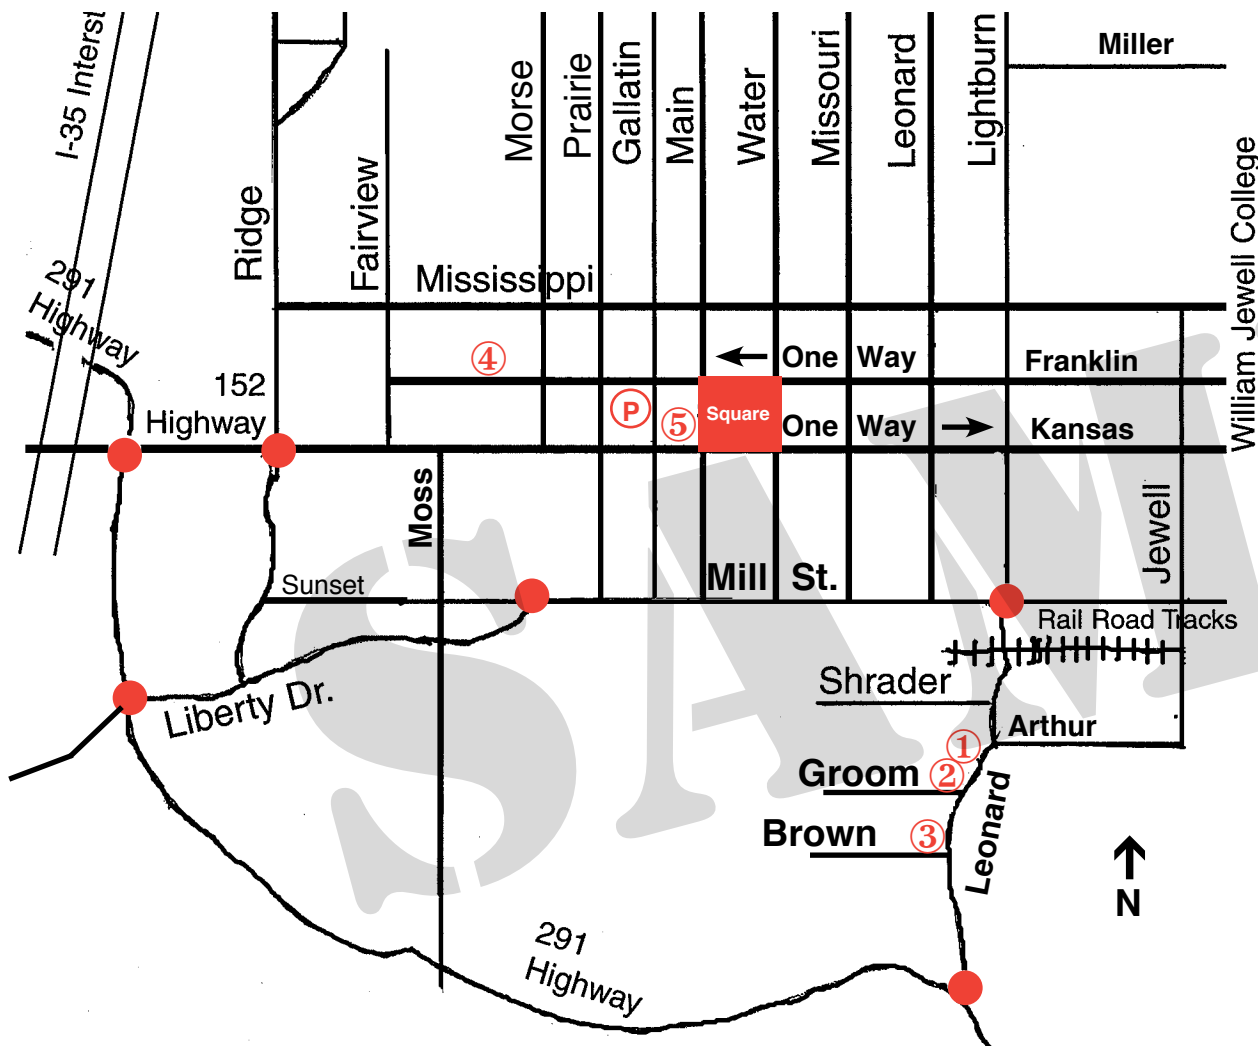 I-35 Interst
Ridge
Fairview
Morse
Prairie
Gallatin
Main
Water
Missouri
Leonard
Lightburn
Miller
William Jewell College
291
Highway
Mississippi
④
One Way
Franklin
152
Highway
P
⑤
Square
One Way
Kansas
Moss
Jewell
Sunset
Mill St.
Rail Road Tracks
Shrader
Liberty Dr.
Arthur
①
Groom
②
Brown
③
Leonard
N
291
Highway
SAM